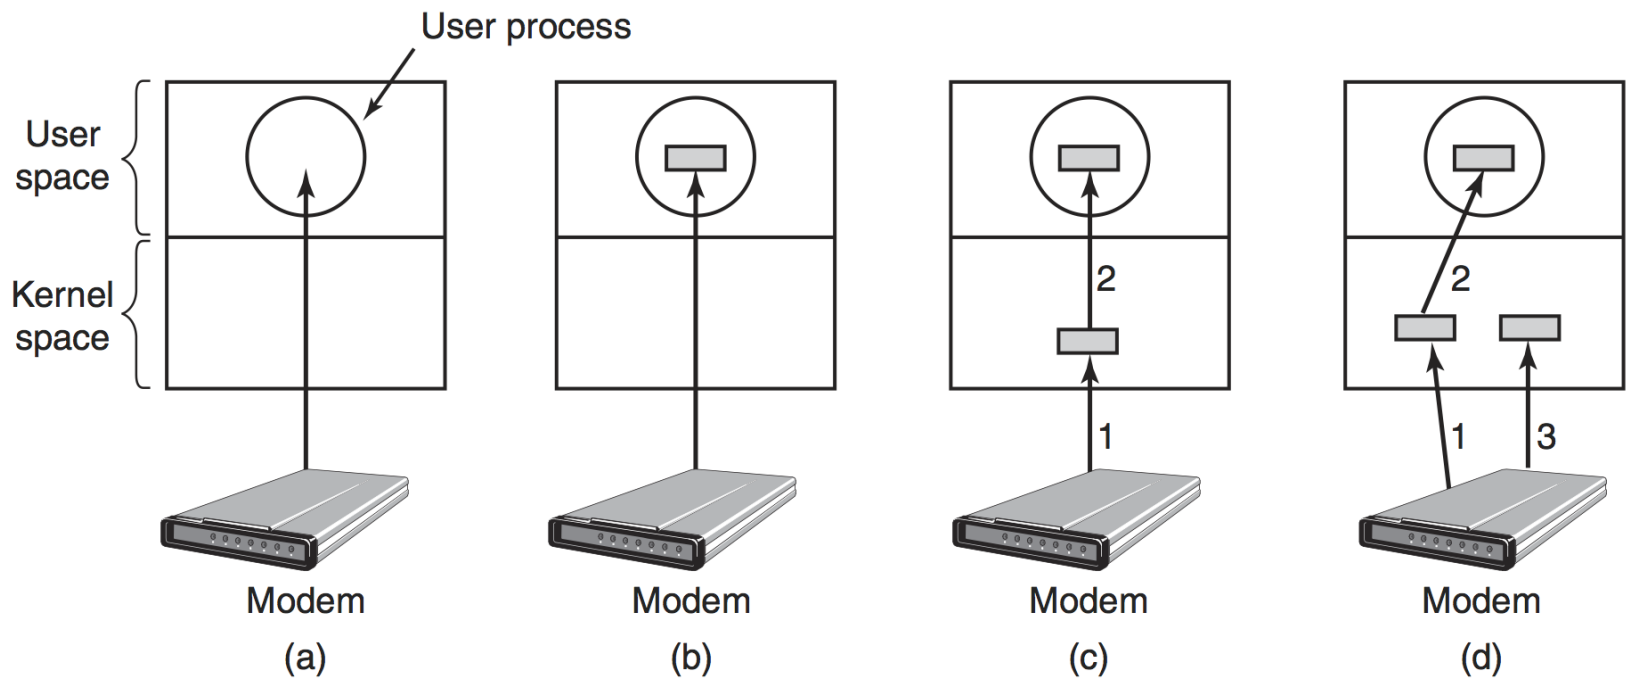 User process
User
space
Kernel
space
2
2
1
1
3
Modem
Modem
Modem
Modem
(a)
(b)
(c)
(d)